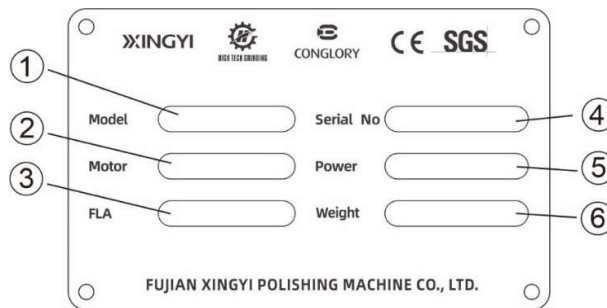 XINGYI HIGH TECH GRINDING CONGLORY CE SGS
① Model Serial No ④
② Motor Power ⑤
③ FLA Weight ⑥
FUJIAN XINGYI POLISHING MACHINE CO., LTD.